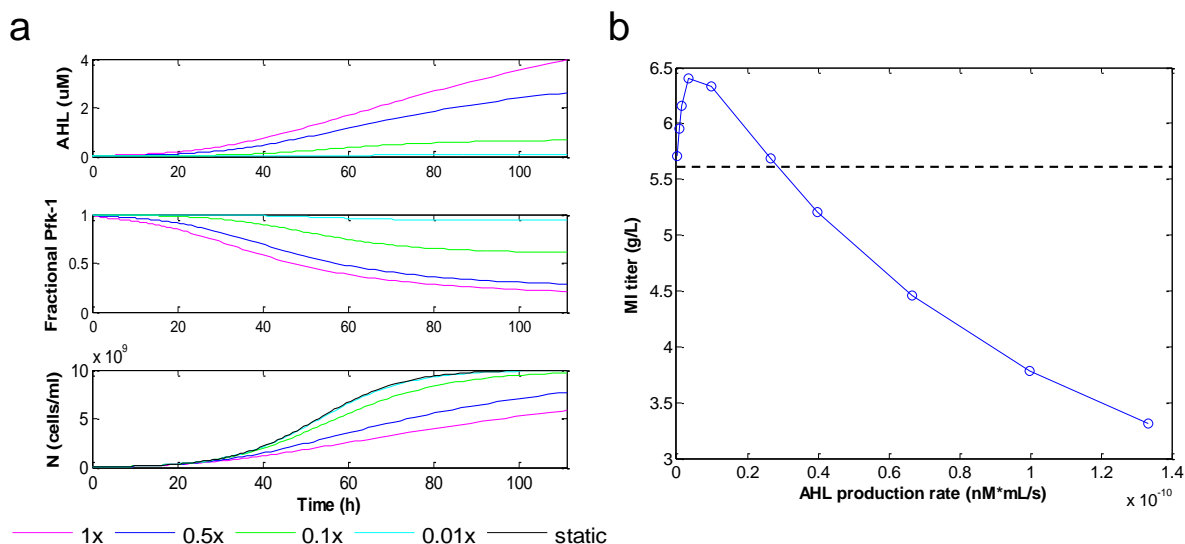 a
AHL (uM)
4
2
0
0 20 40 60 80 100
Fractional Pfk-1
1
0.5
0
0 20 40 60 80 100
x 10^9
N (cells/ml)
10
5
0
0 20 40 60 80 100
Time (h)
1x 0.5x 0.1x 0.01x static
b
MI titer (g/L)
6.5
6
5.5
5
4.5
4
3.5
3
0 0.2 0.4 0.6 0.8 1 1.2 1.4
AHL production rate (nM*mL/s)
x 10^-10